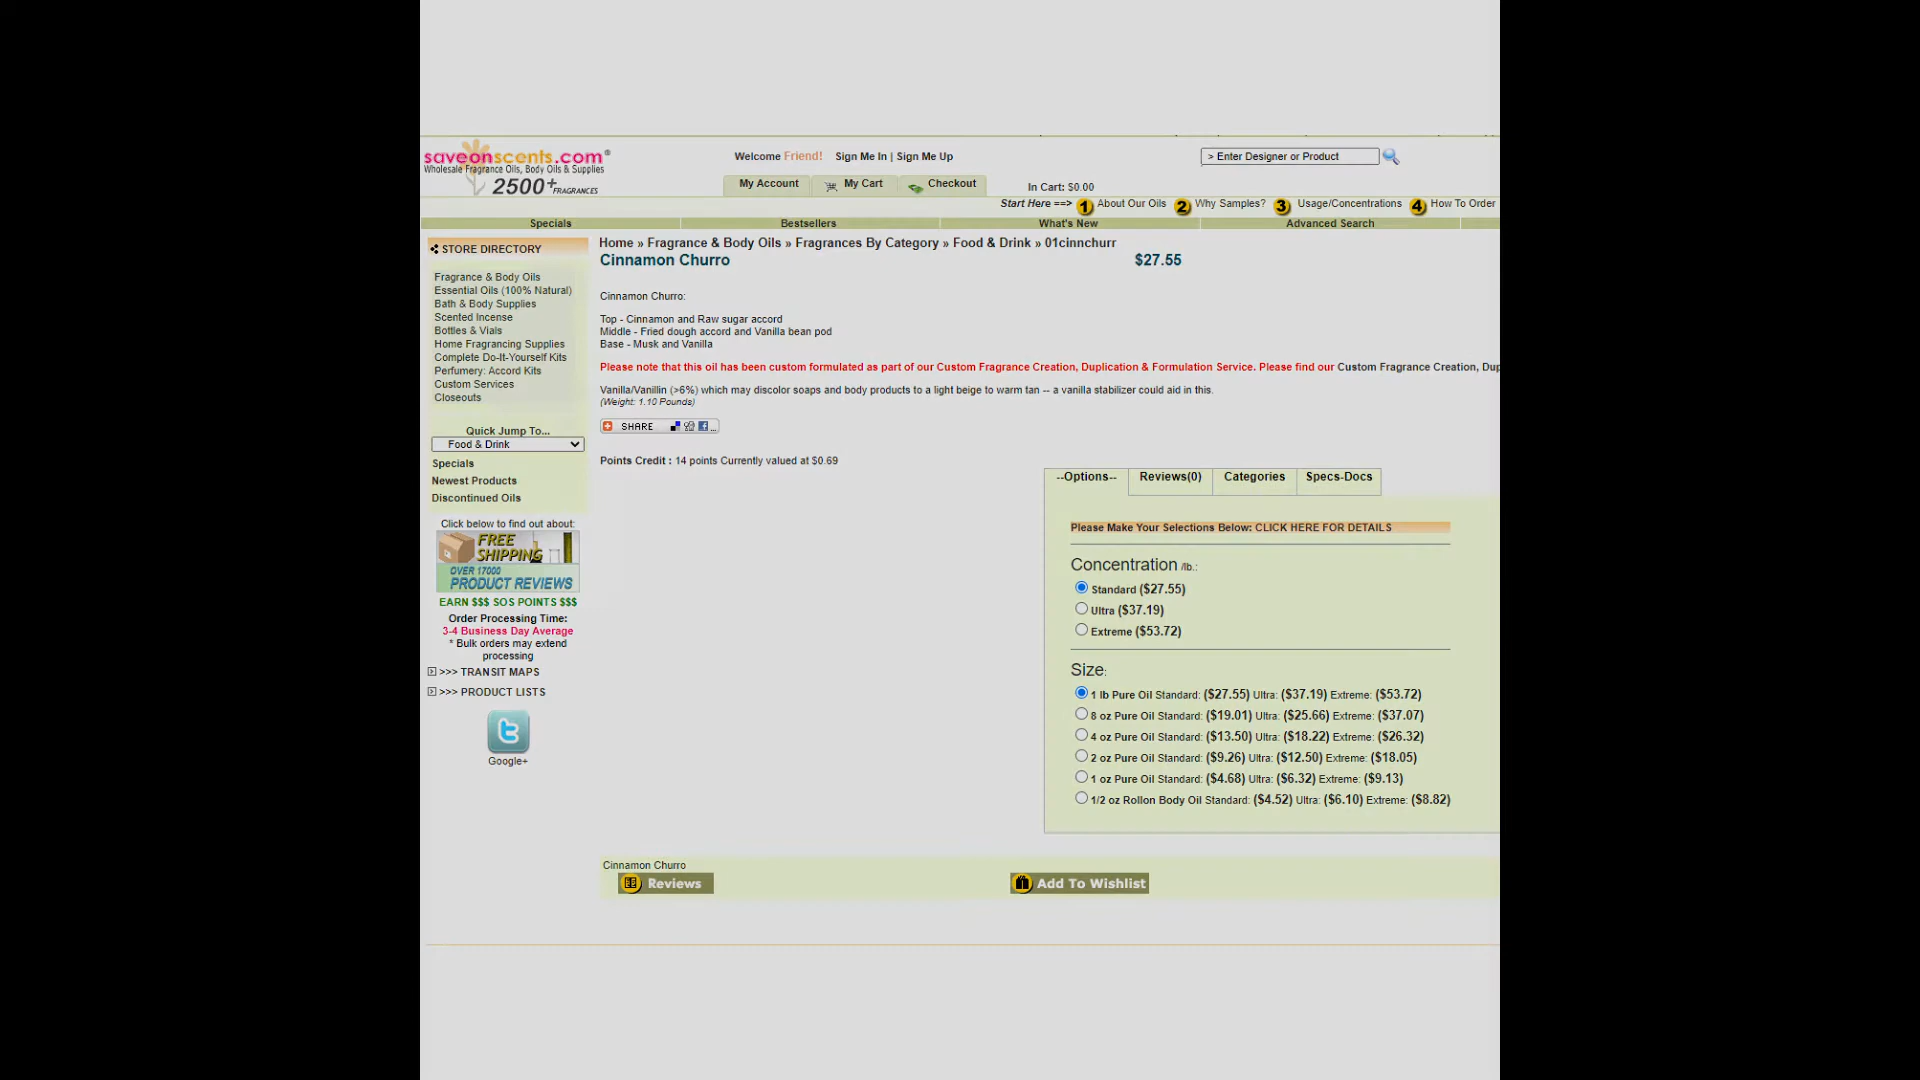 saveonscents.com®
Wholesale Fragrance Oils, Body Oils & Supplies
2500+ FRAGRANCES
Welcome Friend! Sign Me In | Sign Me Up
> Enter Designer or Product
My Account My Cart Checkout
In Cart: $0.00
Start Here ==> 1 About Our Oils 2 Why Samples? 3 Usage/Concentrations 4 How To Order
Specials Bestsellers What's New Advanced Search
STORE DIRECTORY
Fragrance & Body Oils
Essential Oils (100% Natural)
Bath & Body Supplies
Scented Incense
Bottles & Vials
Home Fragrancing Supplies
Complete Do-It-Yourself Kits
Perfumery: Accord Kits
Custom Services
Closeouts
Quick Jump To...
Food & Drink
Specials
Newest Products
Discontinued Oils
Click below to find out about:
FREE
SHIPPING
OVER 17000
PRODUCT REVIEWS
EARN $$$ SOS POINTS $$$
Order Processing Time:
3-4 Business Day Average
* Bulk orders may extend
processing
>>> TRANSIT MAPS
>>> PRODUCT LISTS
Google+
Home » Fragrance & Body Oils » Fragrances By Category » Food & Drink » 01cinnchurr
Cinnamon Churro $27.55
Cinnamon Churro:
Top - Cinnamon and Raw sugar accord
Middle - Fried dough accord and Vanilla bean pod
Base - Musk and Vanilla
Please note that this oil has been custom formulated as part of our Custom Fragrance Creation, Duplication & Formulation Service. Please find our Custom Fragrance Creation, Dup
Vanilla/Vanillin (>6%) which may discolor soaps and body products to a light beige to warm tan -- a vanilla stabilizer could aid in this.
(Weight: 1.10 Pounds)
SHARE ...
Points Credit : 14 points Currently valued at $0.69
--Options-- Reviews(0) Categories Specs-Docs
Please Make Your Selections Below: CLICK HERE FOR DETAILS
Concentration /lb.:
Standard ($27.55)
Ultra ($37.19)
Extreme ($53.72)
Size:
1 lb Pure Oil Standard: ($27.55) Ultra: ($37.19) Extreme: ($53.72)
8 oz Pure Oil Standard: ($19.01) Ultra: ($25.66) Extreme: ($37.07)
4 oz Pure Oil Standard: ($13.50) Ultra: ($18.22) Extreme: ($26.32)
2 oz Pure Oil Standard: ($9.26) Ultra: ($12.50) Extreme: ($18.05)
1 oz Pure Oil Standard: ($4.68) Ultra: ($6.32) Extreme: ($9.13)
1/2 oz Rollon Body Oil Standard: ($4.52) Ultra: ($6.10) Extreme: ($8.82)
Cinnamon Churro
Reviews Add To Wishlist